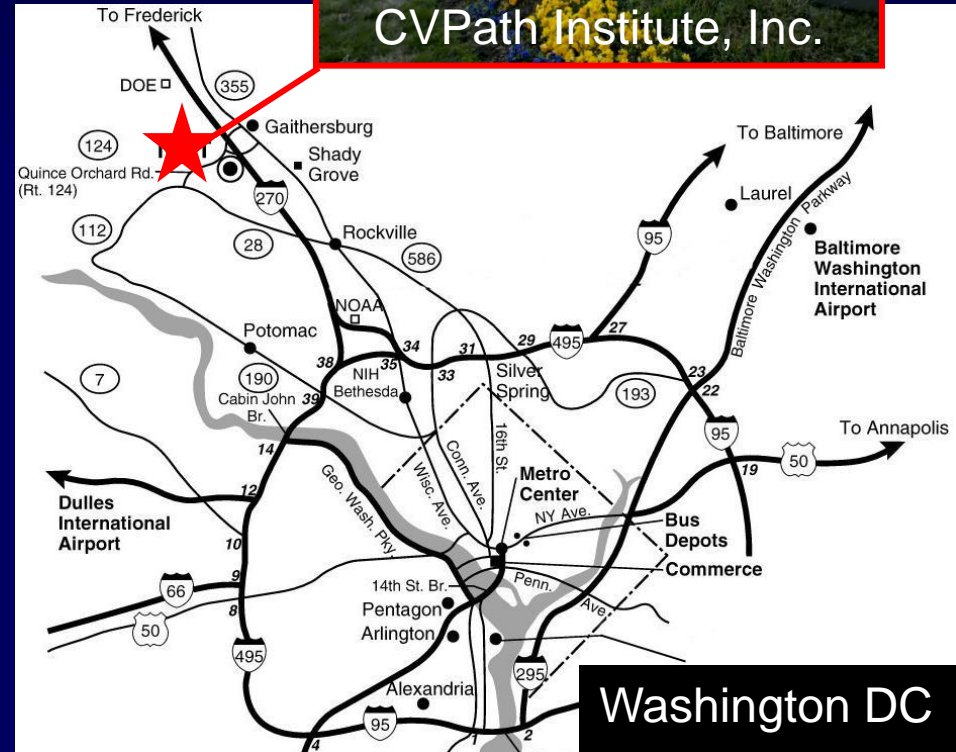 To Frederick
CVPath Institute, Inc.
DOE
355
124
Gaithersburg
To Baltimore
Shady
Grove
Quince Orchard Rd.
(Rt. 124)
270
Laurel
112
28
Rockville
586
95
Baltimore Washington Parkway
Baltimore
Washington
International
Airport
NOAA
Potomac
34
31
29
495
27
38
35
33
Silver
Spring
7
190
NIH
Bethesda
39
Cabin John
Br.
193
23
22
14
95
To Annapolis
50
19
16th St.
Conn. Ave.
Wisc. Ave.
Geo. Wash. Pky.
Metro
Center
NY Ave.
12
Dulles
International
Airport
Bus
Depots
10
Commerce
9
66
14th St. Br.
Penn.
Ave.
8
Pentagon
50
Arlington
495
295
Alexandria
95
4
1
2
Washington DC